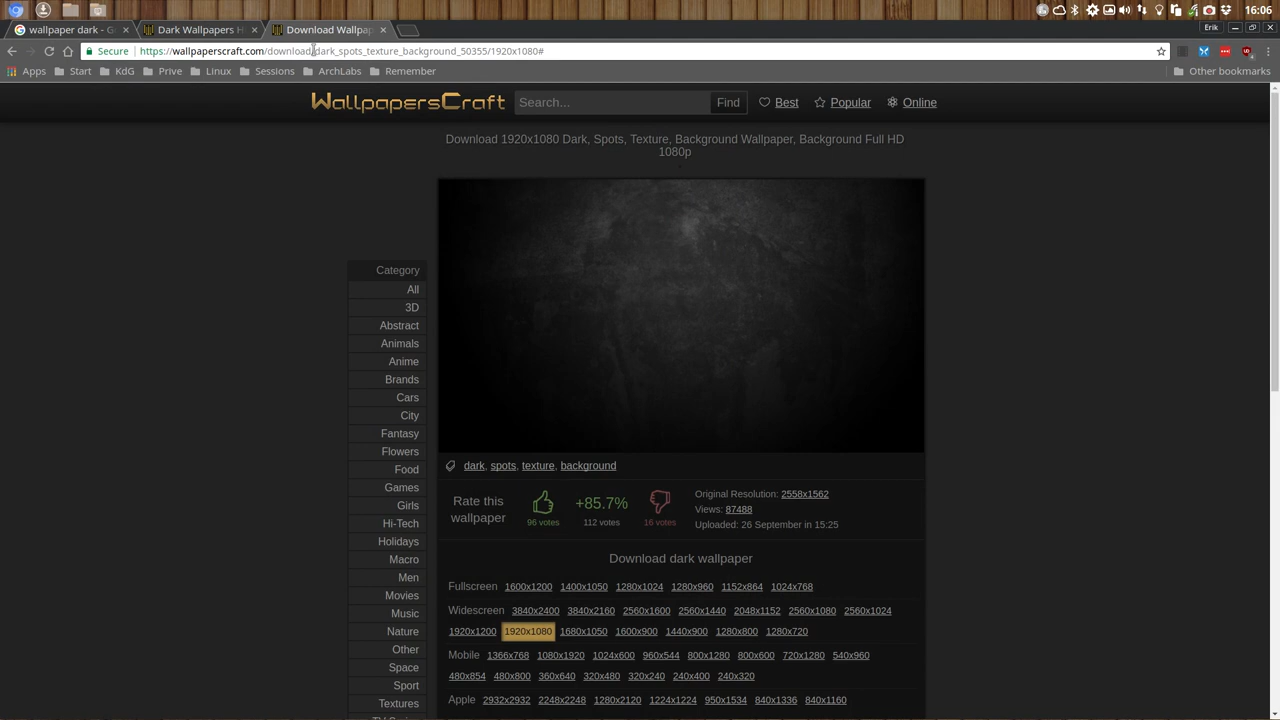 16:06
wallpaper dark - G
Dark Wallpapers H
Download Wallpap
Erik
Secure
https://wallpaperscraft.com/download/dark_spots_texture_background_50355/1920x1080#
Apps
Start
KdG
Prive
Linux
Sessions
ArchLabs
Remember
Other bookmarks
WallpapersCraft
Search...
Find
Best
Popular
Online
Download 1920x1080 Dark, Spots, Texture, Background Wallpaper, Background Full HD
1080p
Category
All
3D
Abstract
Animals
Anime
Brands
Cars
City
Fantasy
Flowers
Food
Games
Girls
Hi-Tech
Holidays
Macro
Men
Movies
Music
Nature
Other
Space
Sport
Textures
dark, spots, texture, background
Rate this
wallpaper
96 votes
+85.7%
112 votes
16 votes
Original Resolution: 2558x1562
Views: 87488
Uploaded: 26 September in 15:25
Download dark wallpaper
Fullscreen 1600x1200 1400x1050 1280x1024 1280x960 1152x864 1024x768
Widescreen 3840x2400 3840x2160 2560x1600 2560x1440 2048x1152 2560x1080 2560x1024
1920x1200 1920x1080 1680x1050 1600x900 1440x900 1280x800 1280x720
Mobile 1366x768 1080x1920 1024x600 960x544 800x1280 800x600 720x1280 540x960
480x854 480x800 360x640 320x480 320x240 240x400 240x320
Apple 2932x2932 2248x2248 1280x2120 1224x1224 950x1534 840x1336 840x1160